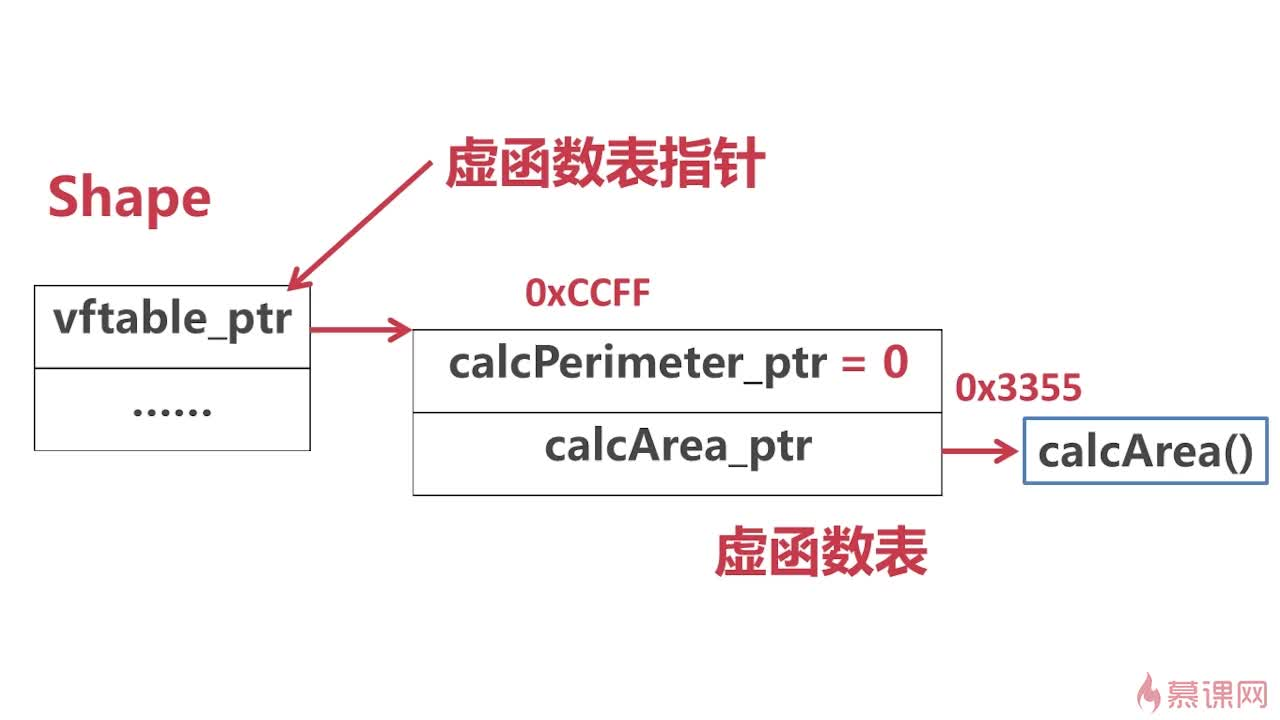 虚函数表指针
Shape
vftable_ptr
……
0xCCFF
calcPerimeter_ptr = 0
calcArea_ptr
0x3355
calcArea()
虚函数表
慕课网